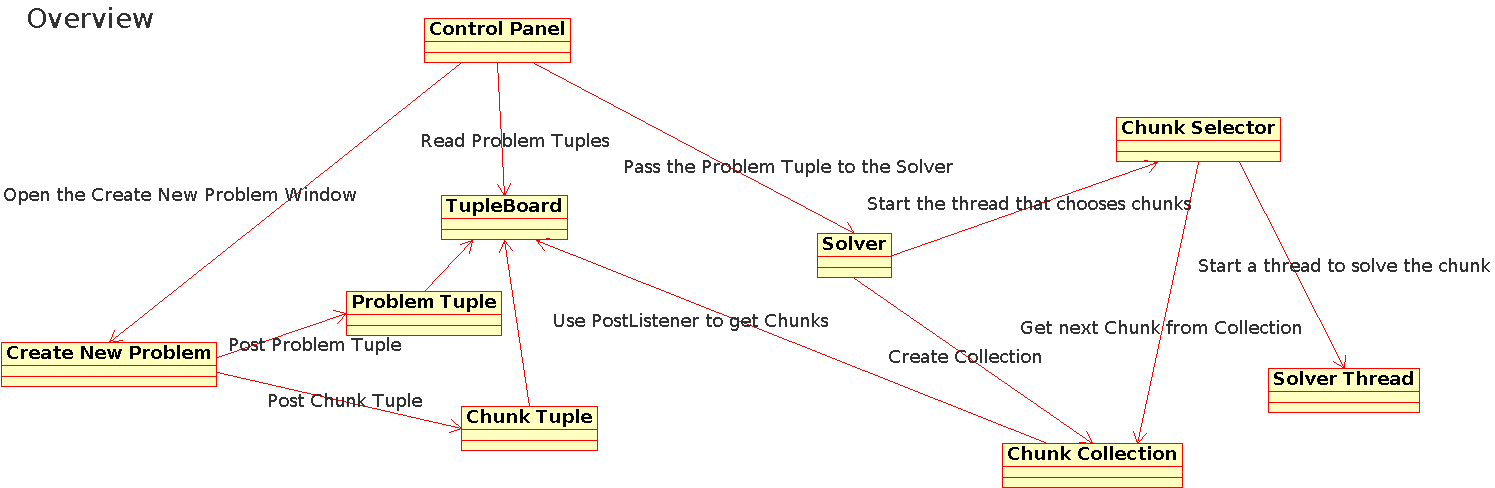 Overview
Control Panel
Chunk Selector
Read Problem Tuples
Pass the Problem Tuple to the Solver
Open the Create New Problem Window
TupleBoard
Start the thread that chooses chunks
Solver
Start a thread to solve the chunk
Problem Tuple
Use PostListener to get Chunks
Get next Chunk from Collection
Post Problem Tuple
Create New Problem
Create Collection
Solver Thread
Post Chunk Tuple
Chunk Tuple
Chunk Collection